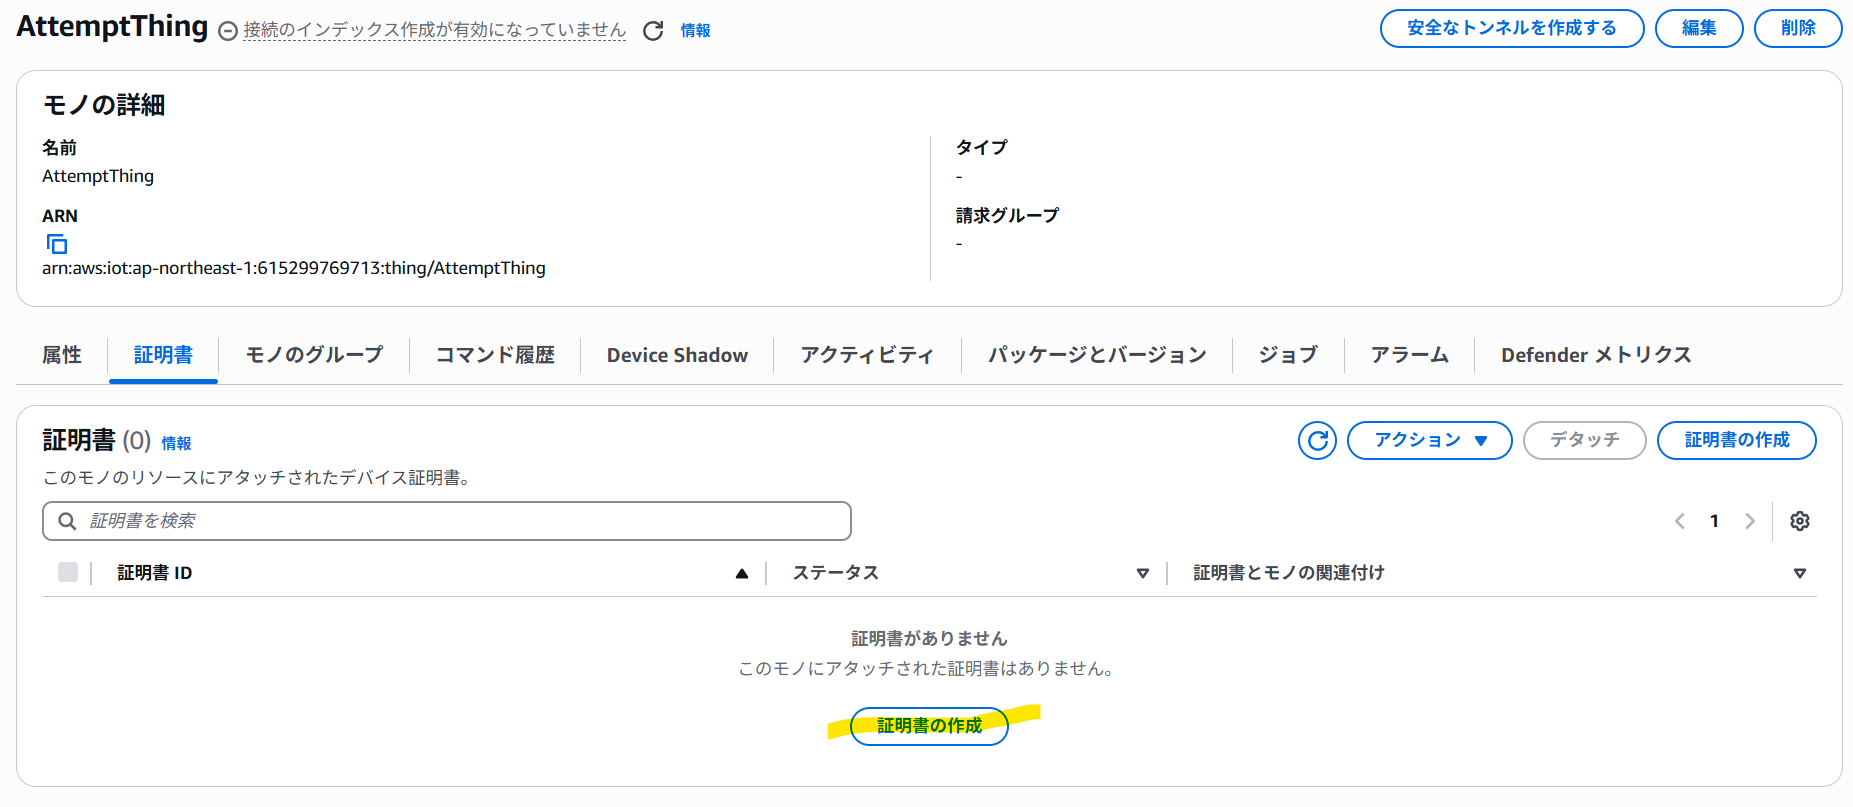 AttemptThing 接続のインデックス作成が有効になっていません 情報 安全なトンネルを作成する 編集 削除
モノの詳細
名前
AttemptThing
ARN
arn:aws:iot:ap-northeast-1:615299769713:thing/AttemptThing
タイプ
-
請求グループ
-
属性 証明書 モノのグループ コマンド履歴 Device Shadow アクティビティ パッケージとバージョン ジョブ アラーム Defender メトリクス
証明書 (0) 情報 アクション デタッチ 証明書の作成
このモノのリソースにアタッチされたデバイス証明書。
証明書を検索 1
証明書 ID ステータス 証明書とモノの関連付け
証明書がありません
このモノにアタッチされた証明書はありません。
証明書の作成